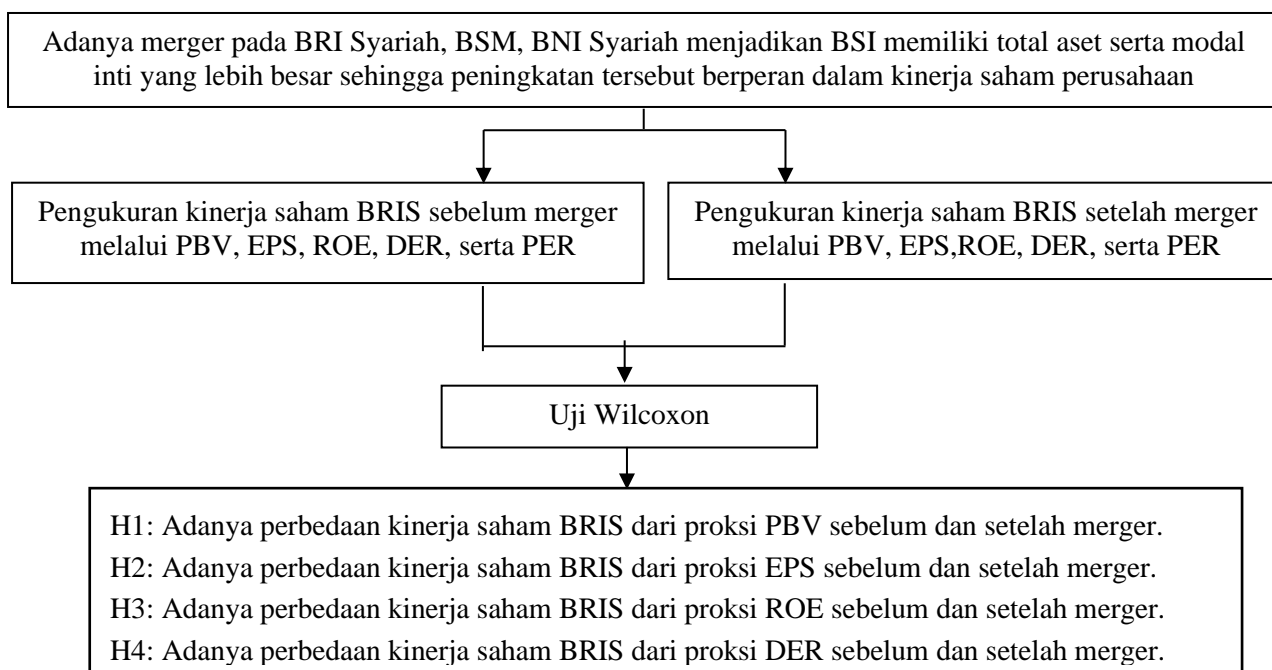 Adanya merger pada BRI Syariah, BSM, BNI Syariah menjadikan BSI memiliki total aset serta modal
inti yang lebih besar sehingga peningkatan tersebut berperan dalam kinerja saham perusahaan
Pengukuran kinerja saham BRIS sebelum merger
melalui PBV, EPS, ROE, DER, serta PER
Pengukuran kinerja saham BRIS setelah merger
melalui PBV, EPS,ROE, DER, serta PER
Uji Wilcoxon
H1: Adanya perbedaan kinerja saham BRIS dari proksi PBV sebelum dan setelah merger.
H2: Adanya perbedaan kinerja saham BRIS dari proksi EPS sebelum dan setelah merger.
H3: Adanya perbedaan kinerja saham BRIS dari proksi ROE sebelum dan setelah merger.
H4: Adanya perbedaan kinerja saham BRIS dari proksi DER sebelum dan setelah merger.